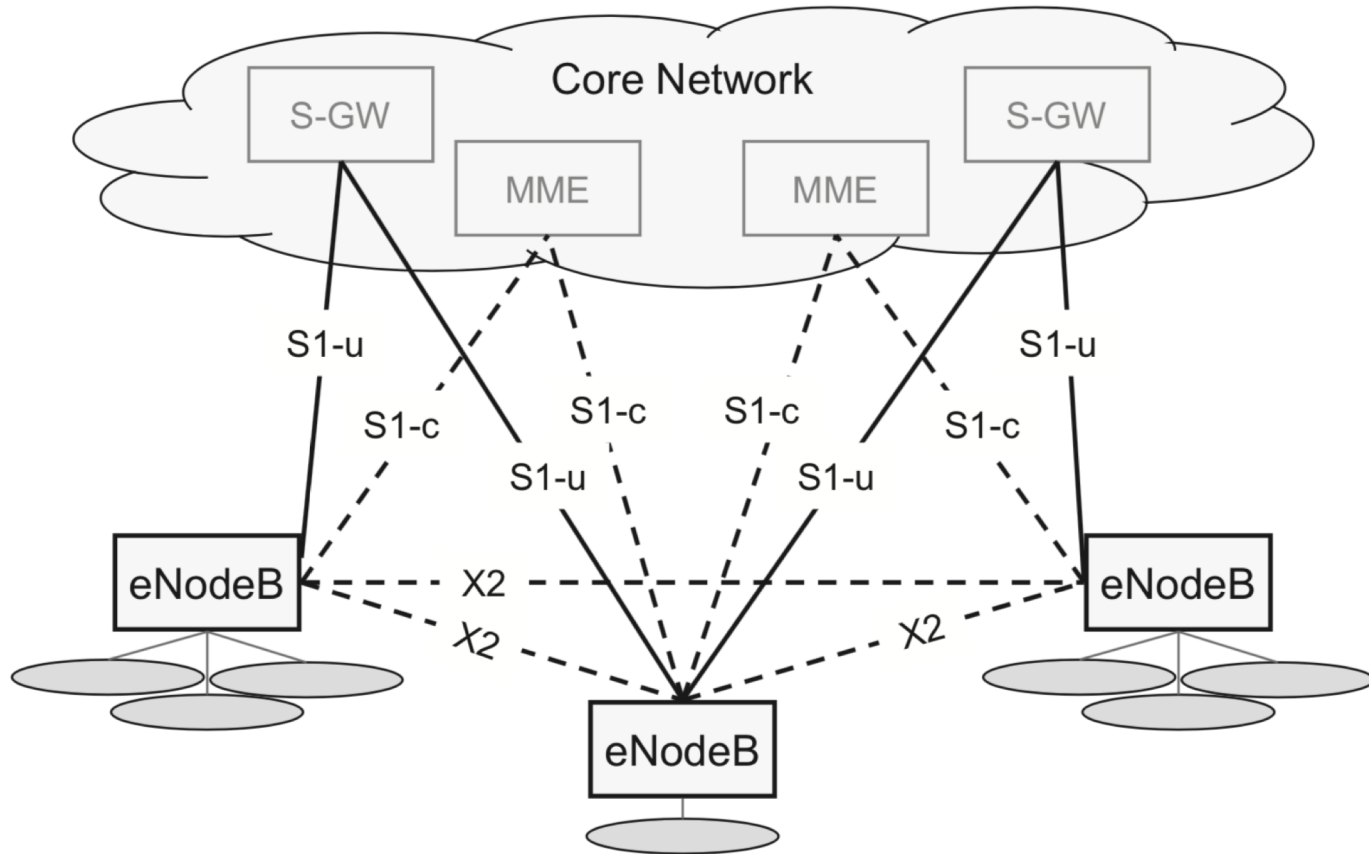 Core Network
S-GW
S-GW
MME
MME
S1-u
S1-u
S1-c
S1-c
S1-c
S1-c
S1-u
S1-u
eNodeB
X2
eNodeB
X2
X2
eNodeB